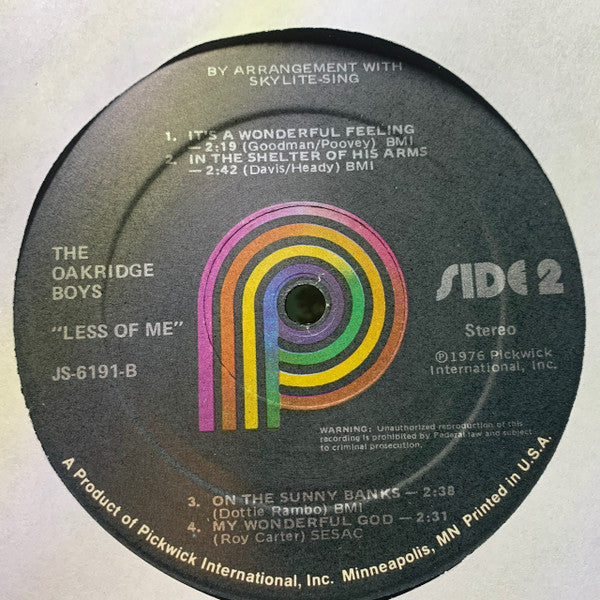 BY ARRANGEMENT WITH
SKYLITE-SING
1. IT'S A WONDERFUL FEELING
— 2:19 (Goodman/Poovey) BMI
2. IN THE SHELTER OF HIS ARMS
— 2:42 (Davis/Heady) BMI
THE
OAKRIDGE
BOYS
"LESS OF ME"
JS-6191-B
SIDE 2
Stereo
℗1976 Pickwick
International, Inc.
WARNING: Unauthorized reproduction of this
recording is prohibited by Federal law and subject
to criminal prosecution.
3. ON THE SUNNY BANKS — 2:38
(Dottie Rambo) BMI
4. MY WONDERFUL GOD — 2:31
(Roy Carter) SESAC
A Product of Pickwick International, Inc. Minneapolis, MN Printed in U.S.A.